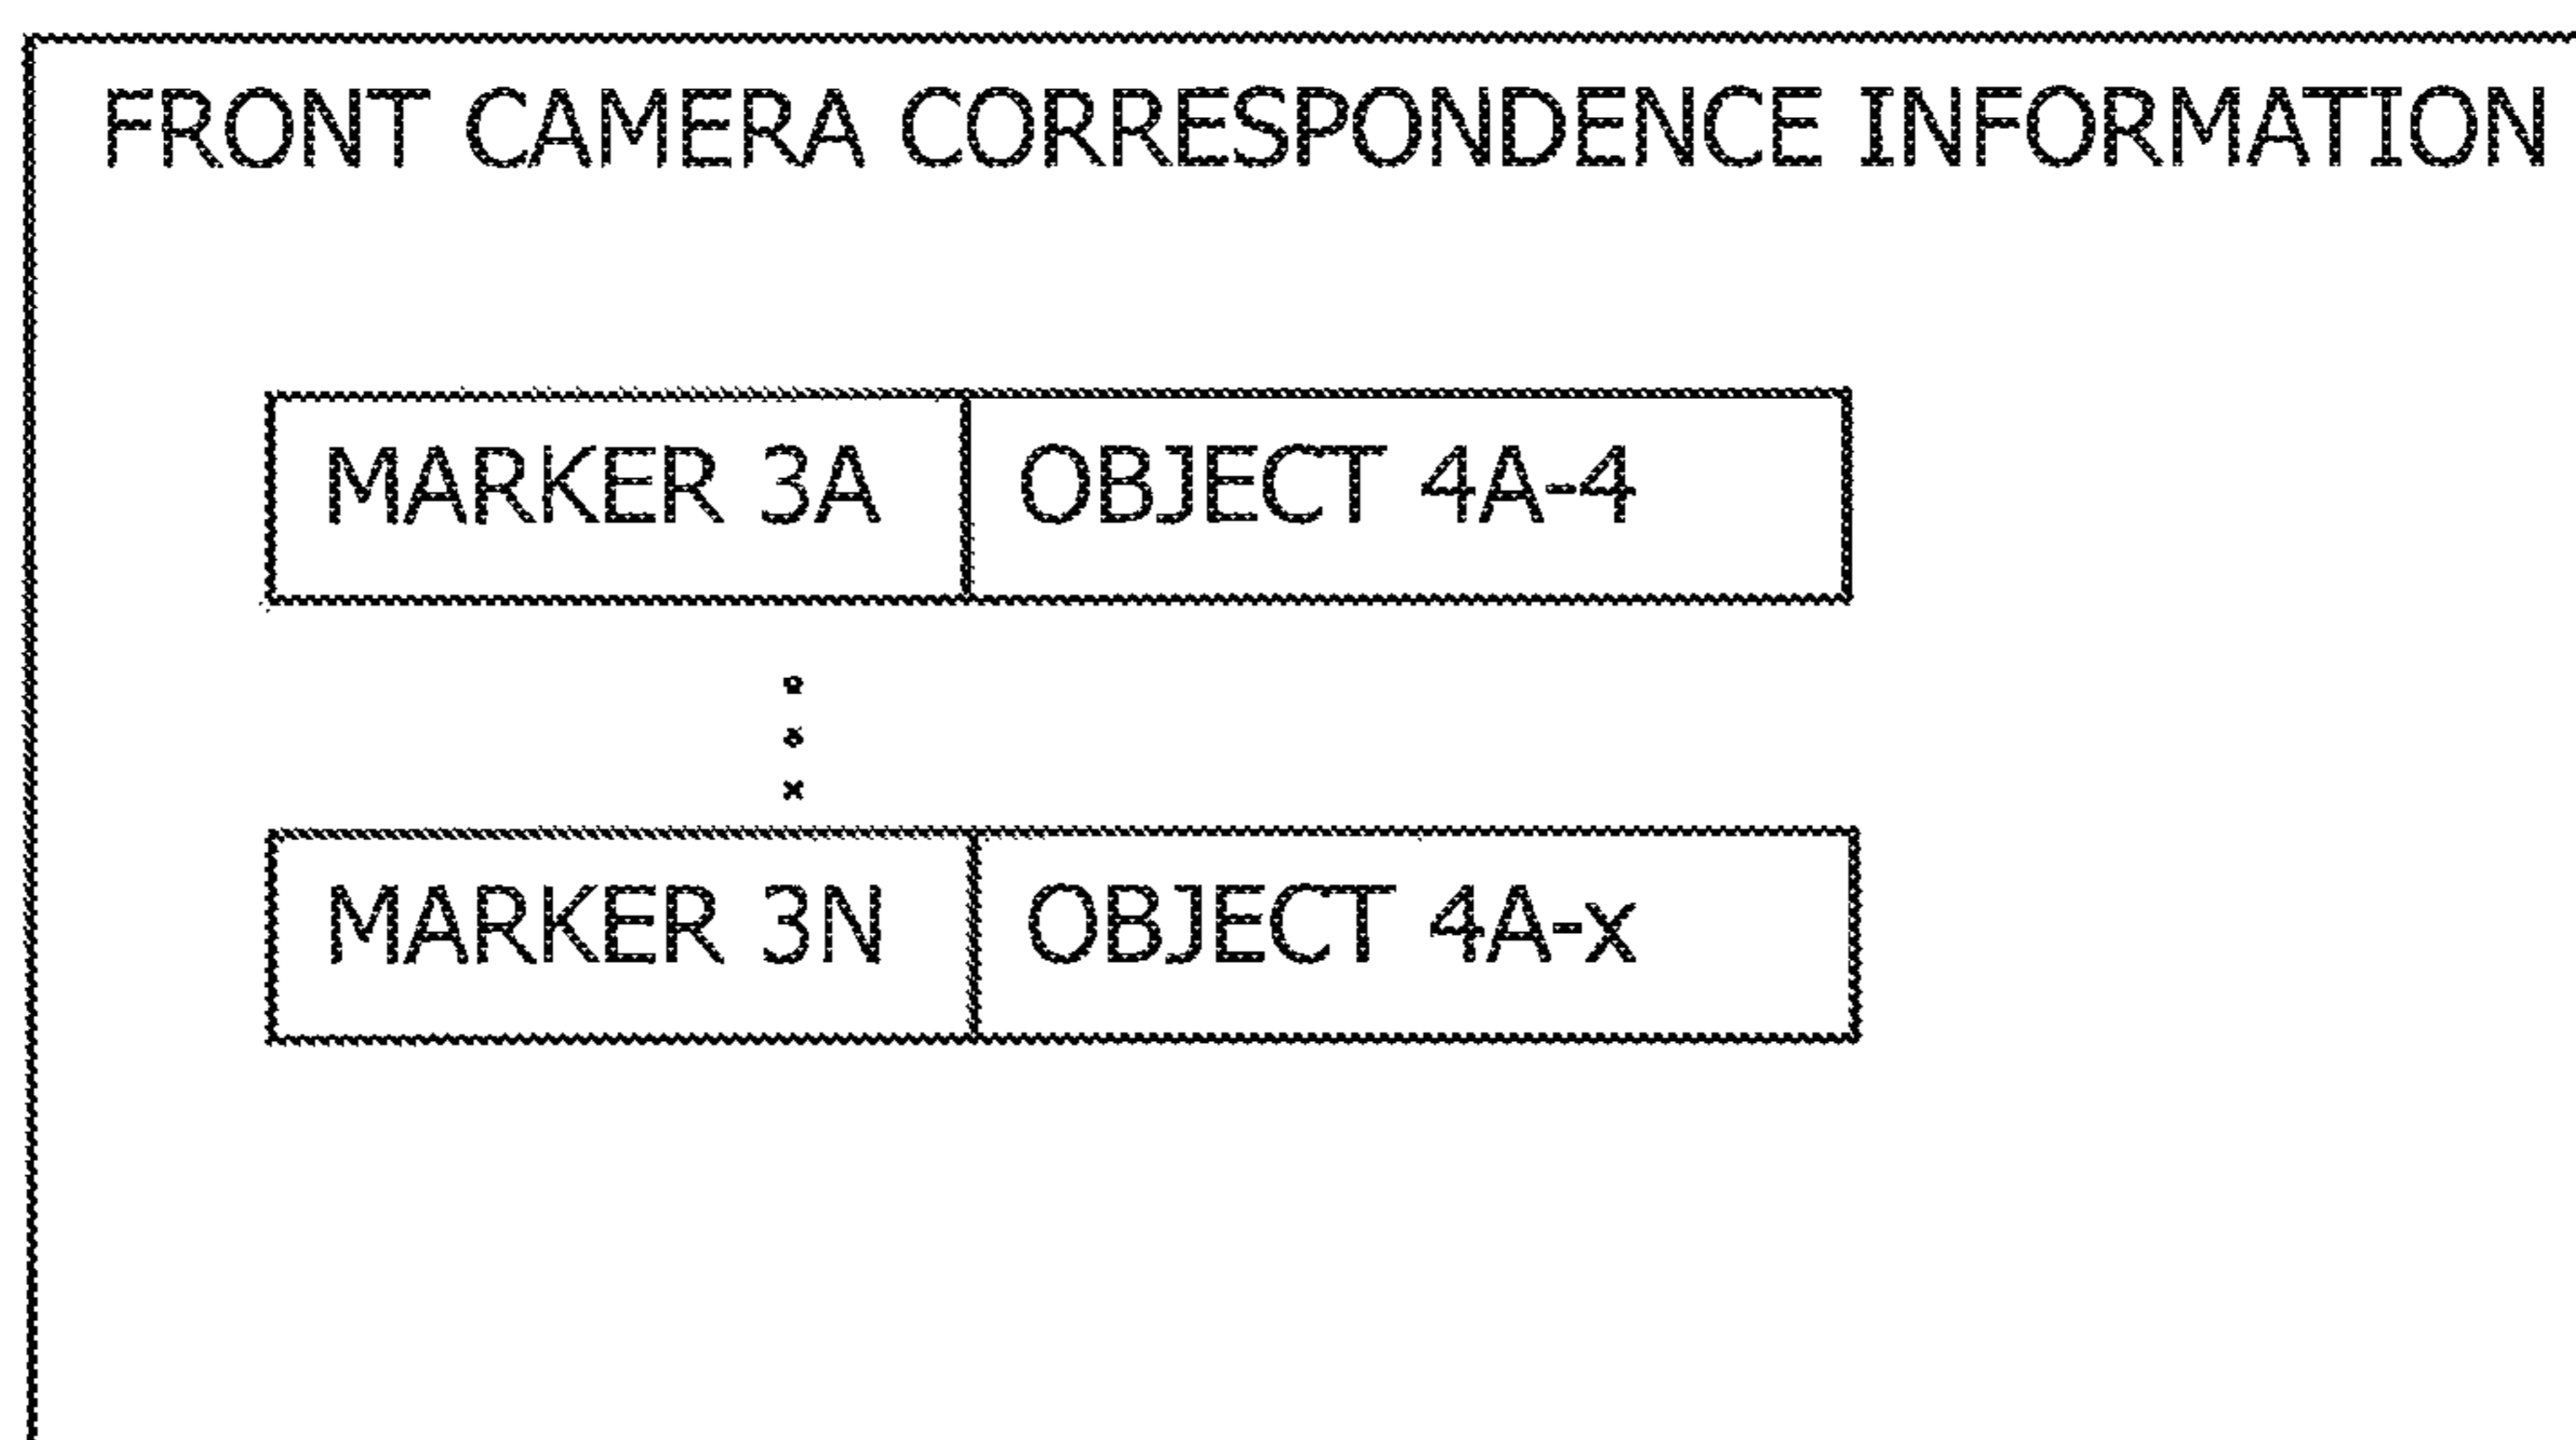 FRONT CAMERA CORRESPONDENCE INFORMATION
MARKER 3A OBJECT 4A-4
MARKER 3N OBJECT 4A-x